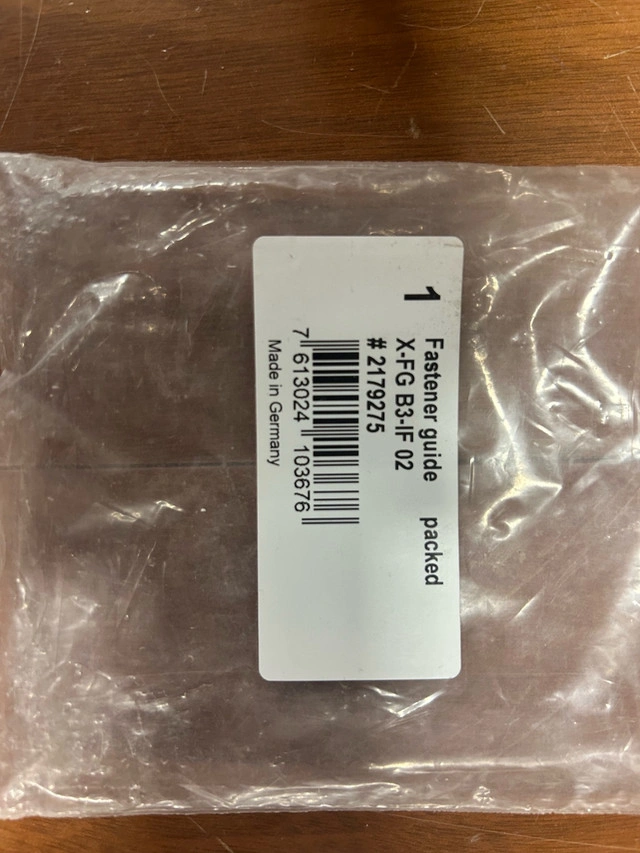 1 Fastener guide packed
X-FG B3-IF 02
# 2179275
7 613024 103676
Made in Germany